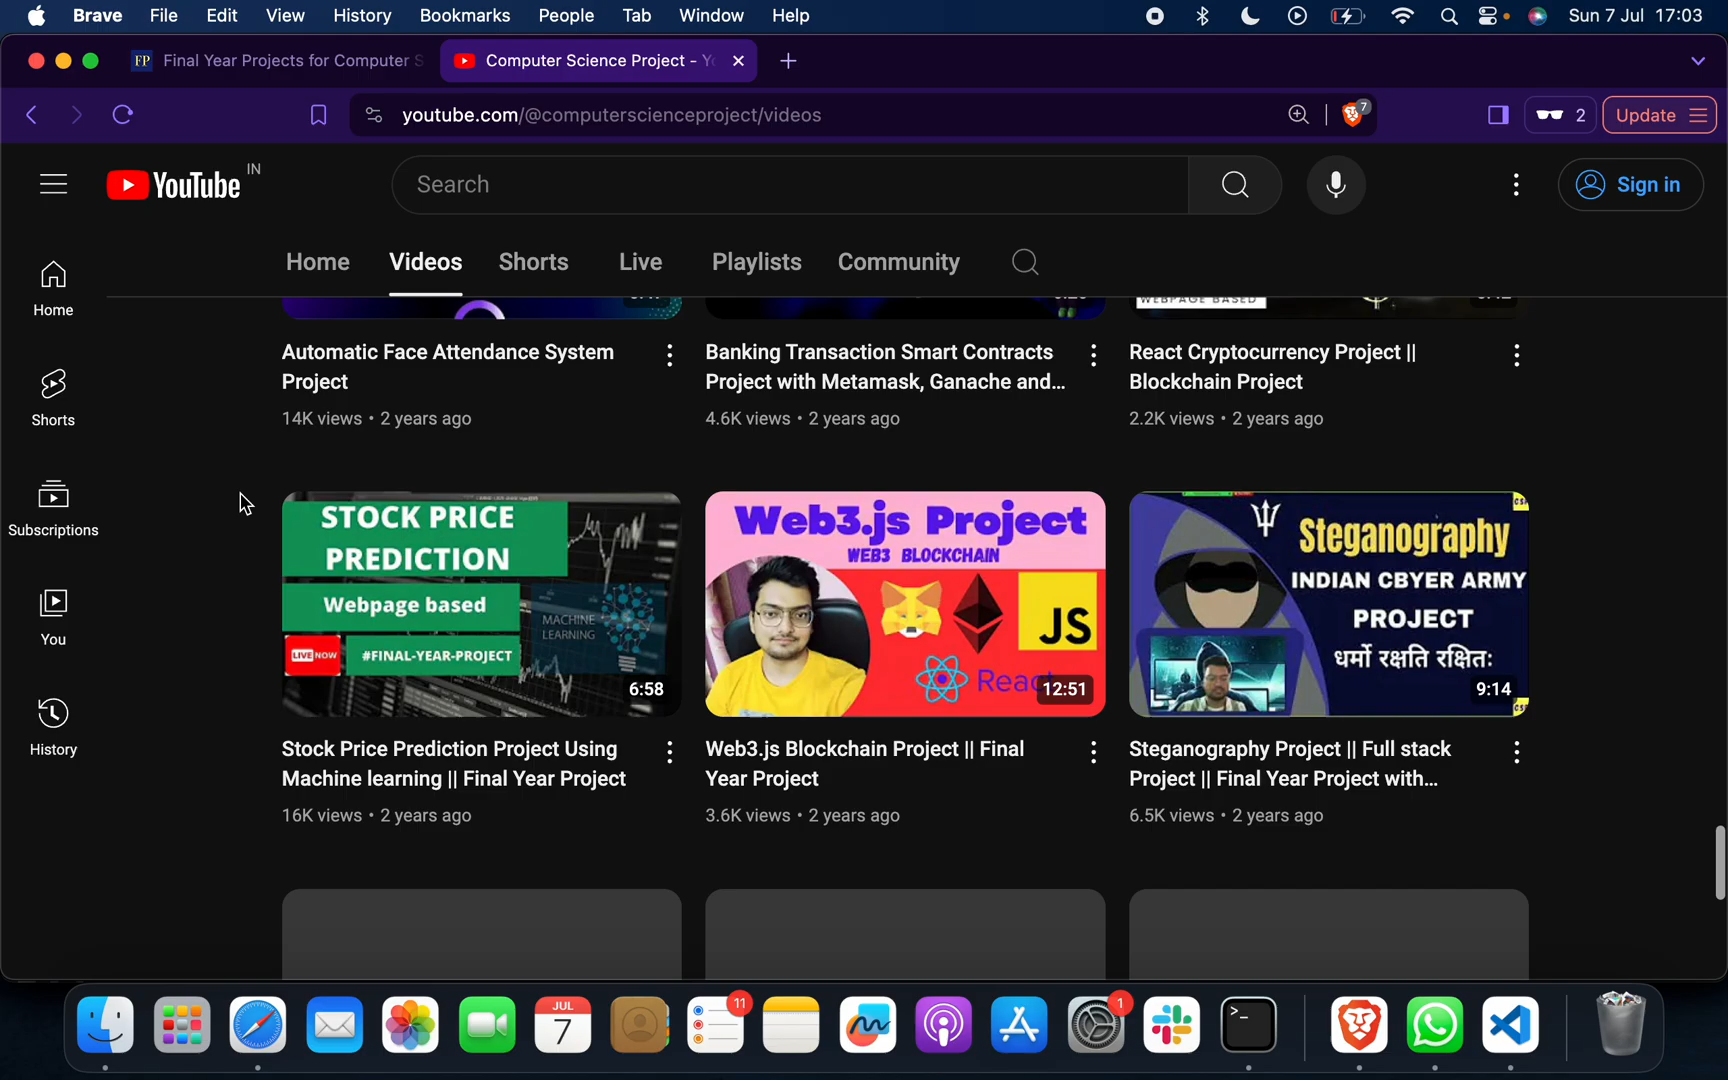 Brave File Edit View History Bookmarks People Tab Window Help Sun 7 Jul 17:03
FP Final Year Projects for Computer S Computer Science Project - Yo
youtube.com/@computerscienceproject/videos 7 2 Update
YouTube IN Search Sign in
Home Videos Shorts Live Playlists Community
Home
Shorts
Subscriptions
You
History
WEBPAGE BASED
Automatic Face Attendance System
Project
14K views • 2 years ago
Banking Transaction Smart Contracts
Project with Metamask, Ganache and...
4.6K views • 2 years ago
React Cryptocurrency Project ||
Blockchain Project
2.2K views • 2 years ago
STOCK PRICE
PREDICTION
Webpage based
MACHINE
LEARNING
LIVE NOW #FINAL-YEAR-PROJECT
6:58
Stock Price Prediction Project Using
Machine learning || Final Year Project
16K views • 2 years ago
Web3.js Project
WEB3 BLOCKCHAIN
JS
React
12:51
Web3.js Blockchain Project || Final
Year Project
3.6K views • 2 years ago
Steganography
INDIAN CBYER ARMY
PROJECT
धर्मो रक्षति रक्षित:
9:14
Steganography Project || Full stack
Project || Final Year Project with...
6.5K views • 2 years ago
JUL
7
11
1